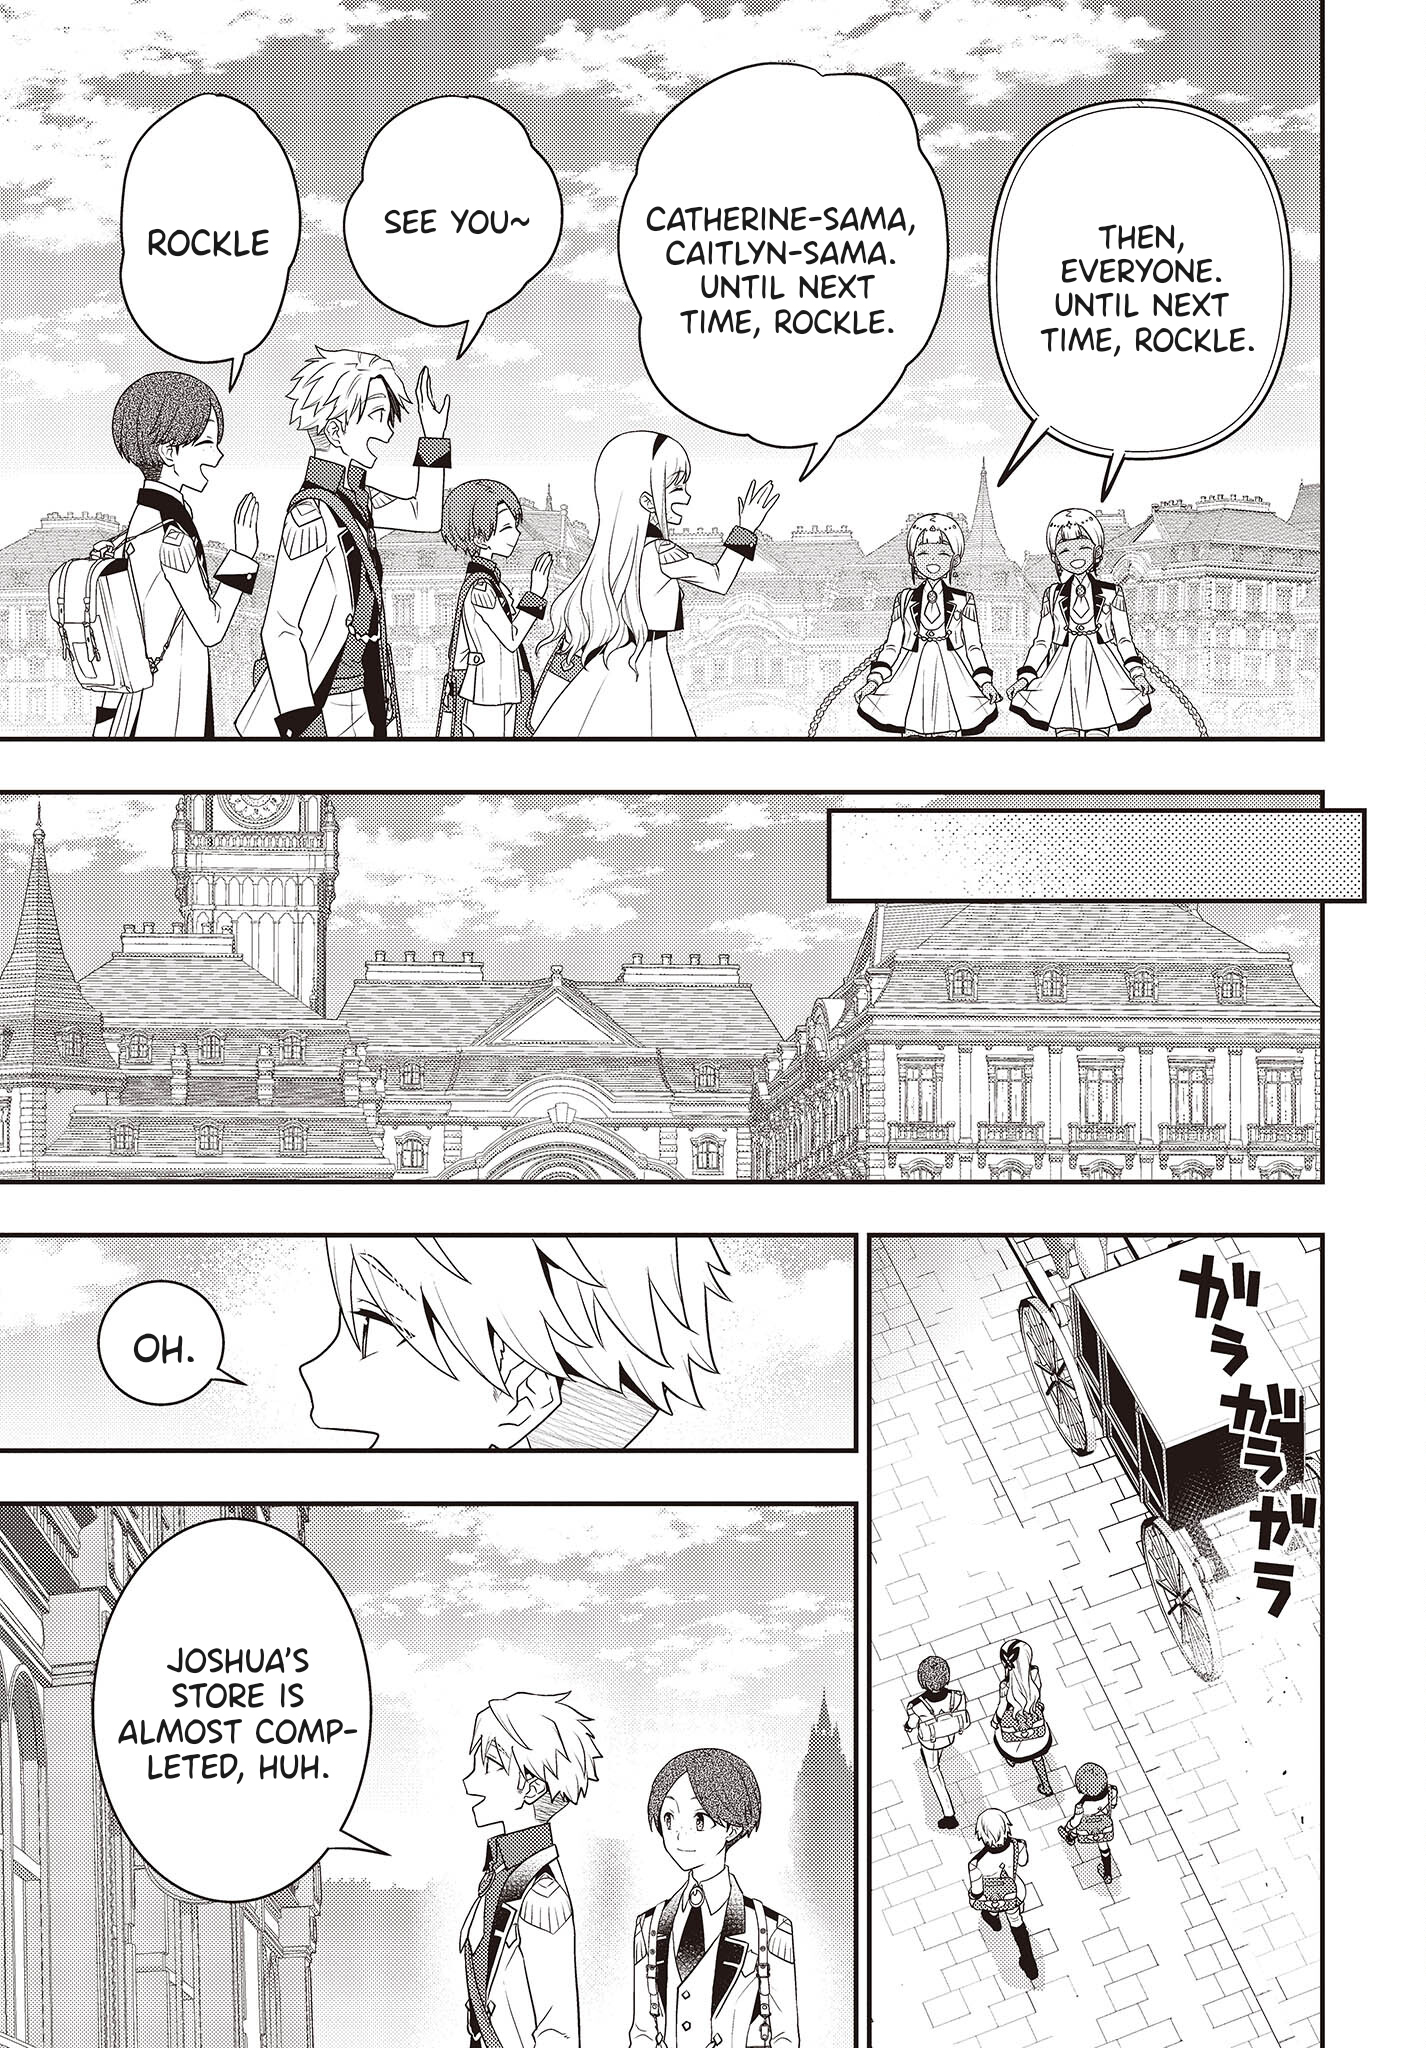 THEN,
EVERYONE.
UNTIL NEXT
TIME, ROCKLE.
CATHERINE-SAMA,
CAITLYN-SAMA.
UNTIL NEXT
TIME, ROCKLE.
SEE YOU~
ROCKLE
ガラガラガラ
OH.
JOSHUA'S
STORE IS
ALMOST COMP-
LETED, HUH.